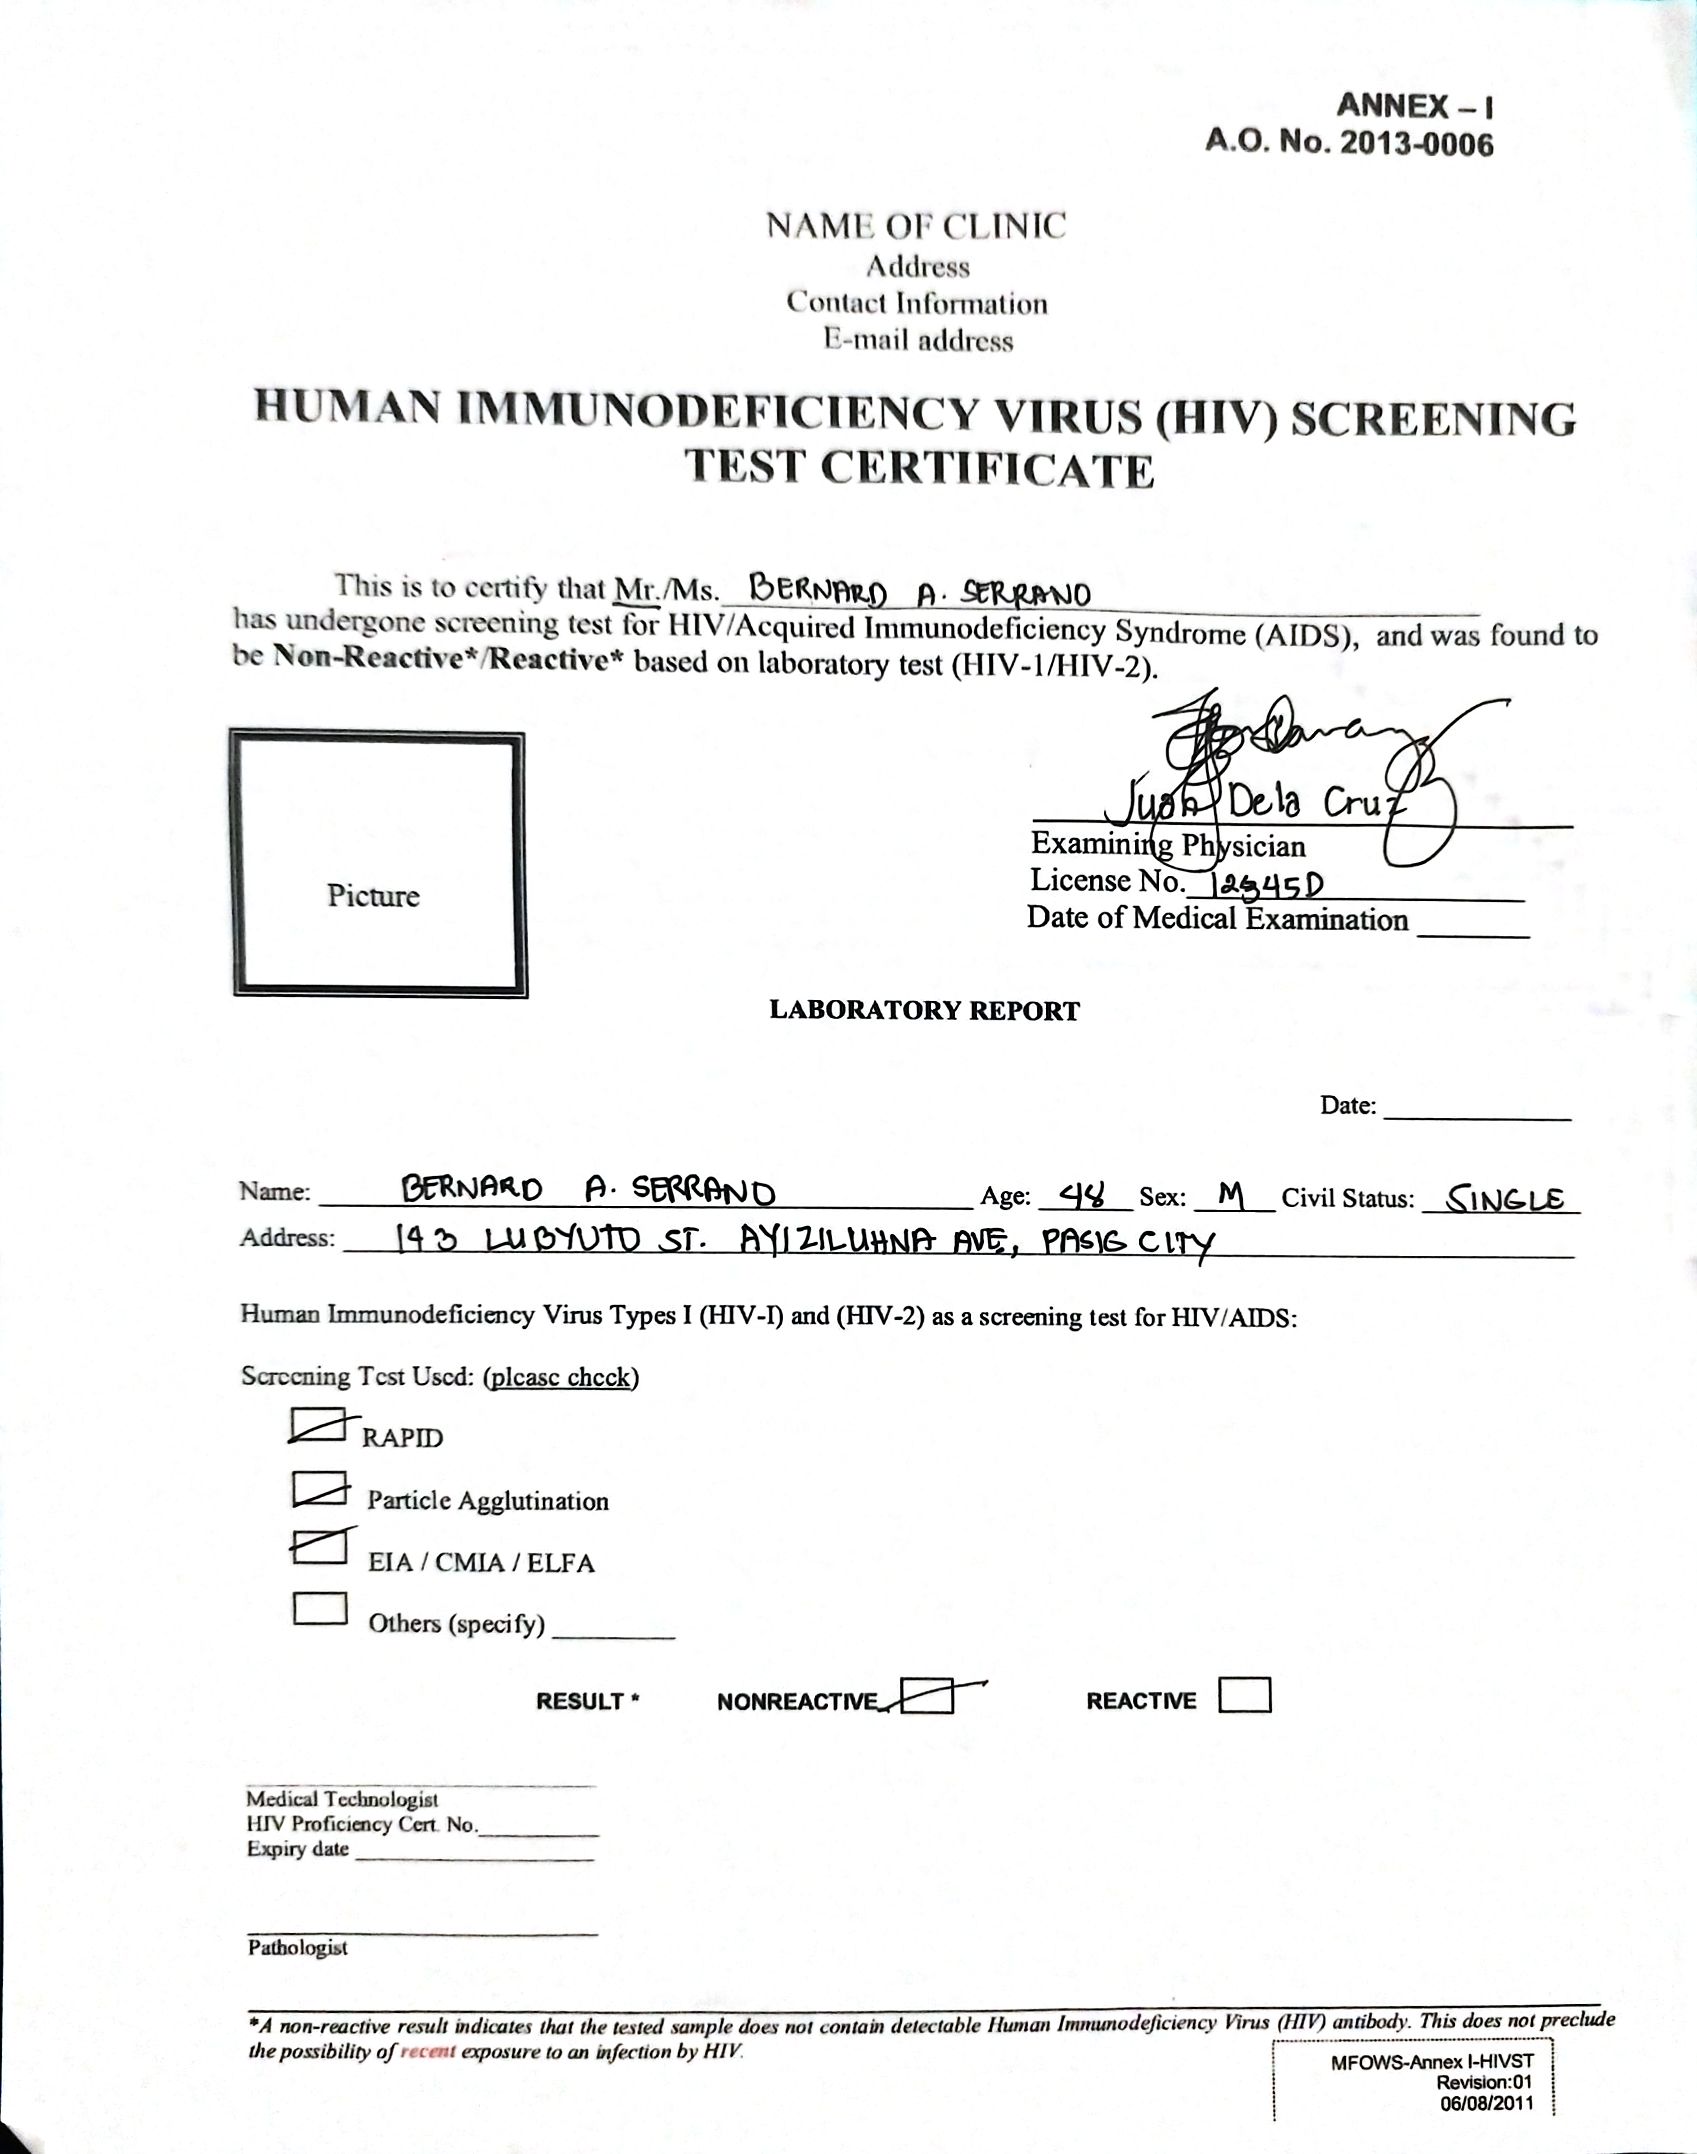 ANNEX – I
A.O. No. 2013-0006
NAME OF CLINIC
Address
Contact Information
E-mail address
HUMAN IMMUNODEFICIENCY VIRUS (HIV) SCREENING
TEST CERTIFICATE
This is to certify that Mr./Ms. BERNARD A. SERRANO
has undergone screening test for HIV/Acquired Immunodeficiency Syndrome (AIDS), and was found to
be Non-Reactive*/Reactive* based on laboratory test (HIV-1/HIV-2).
Picture
Juan Dela Cruz
Examining Physician
License No. 12345D
Date of Medical Examination
LABORATORY REPORT
Date:
Name: BERNARD A. SERRANO Age: 48 Sex: M Civil Status: SINGLE
Address: 143 LUBYUTO ST. AYIZILUHNA AVE, PASIG CITY
Human Immunodeficiency Virus Types I (HIV-I) and (HIV-2) as a screening test for HIV/AIDS:
Screening Test Used: (please check)
RAPID
Particle Agglutination
EIA / CMIA / ELFA
Others (specify)
RESULT * NONREACTIVE REACTIVE
Medical Technologist
HIV Proficiency Cert. No.
Expiry date
Pathologist
*A non-reactive result indicates that the tested sample does not contain detectable Human Immunodeficiency Virus (HIV) antibody. This does not preclude
the possibility of recent exposure to an infection by HIV.
MFOWS-Annex I-HIVST
Revision:01
06/08/2011